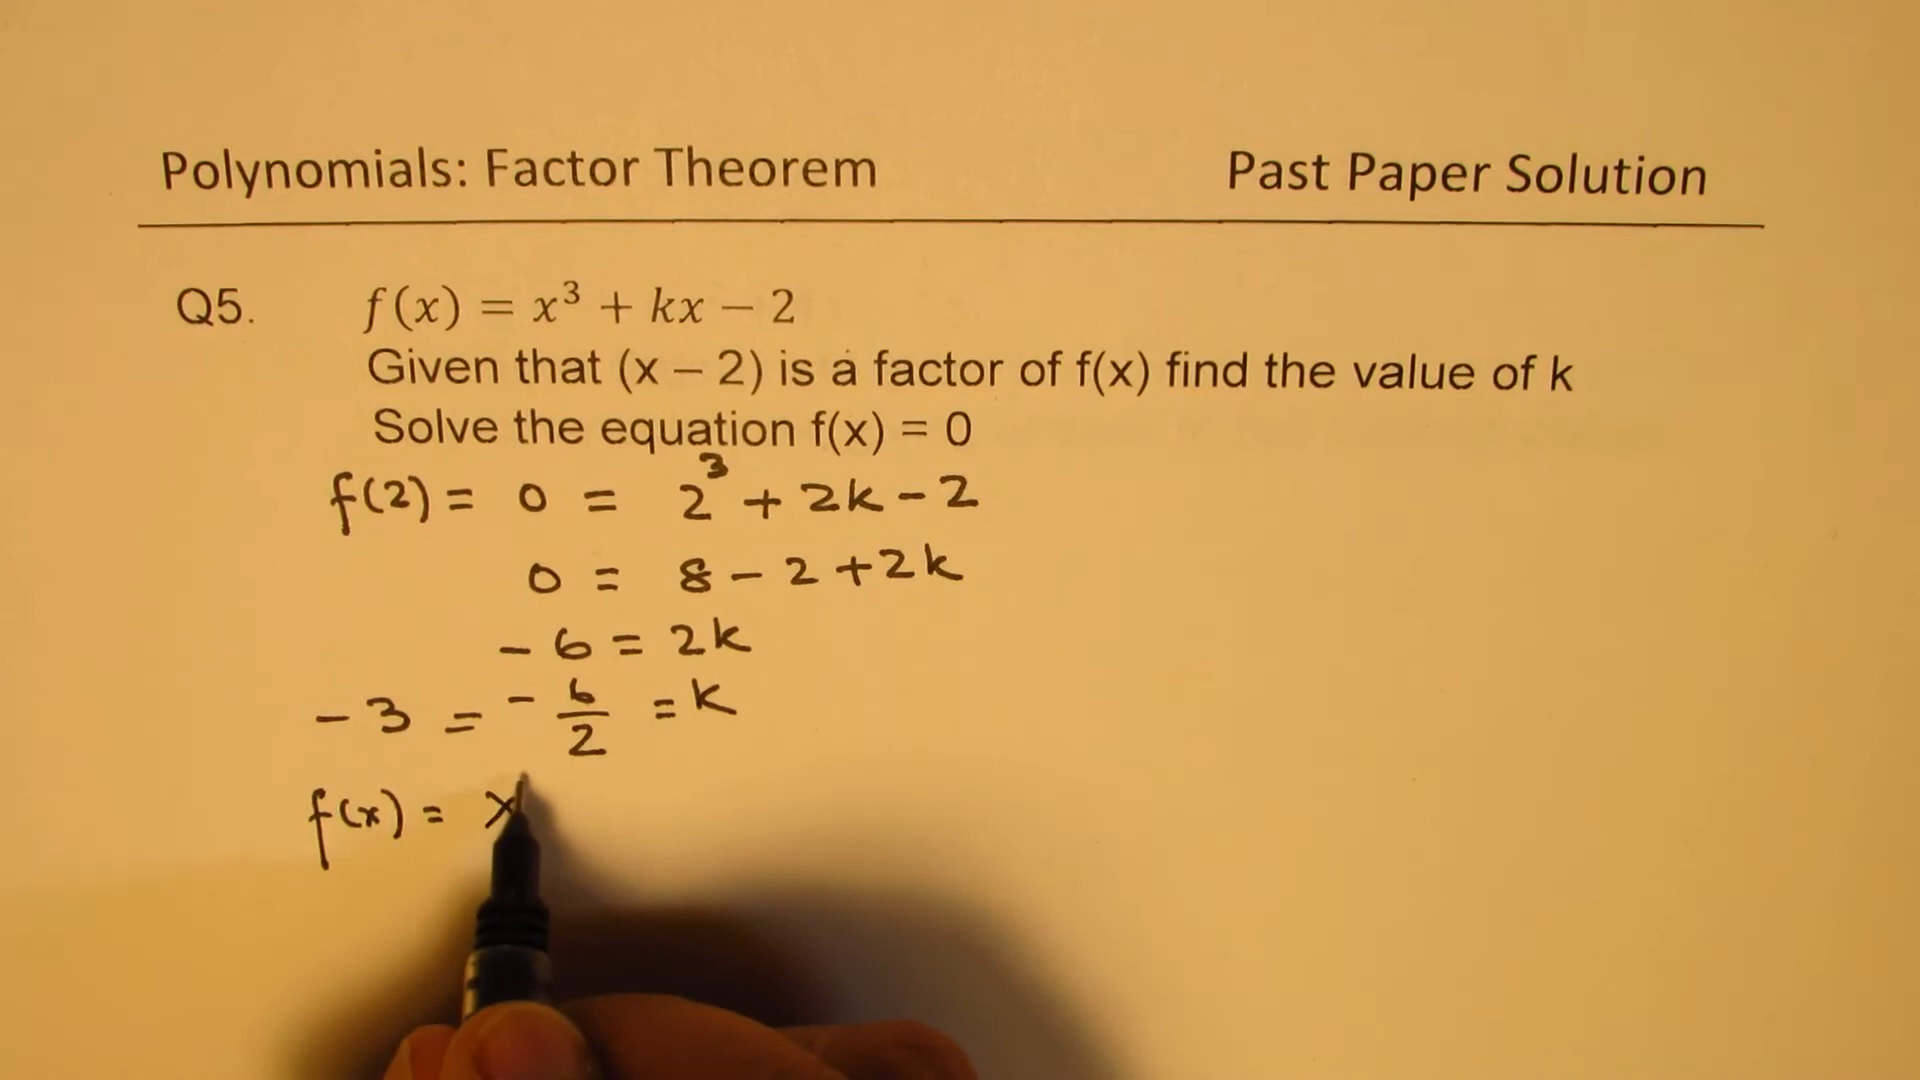 Polynomials: Factor Theorem Past Paper Solution
Q5. f(x) = x³ + kx − 2
Given that (x – 2) is a factor of f(x) find the value of k
Solve the equation f(x) = 0
f(2) = 0 = 2³ + 2k - 2
0 = 8 - 2 + 2k
- 6 = 2k
- 3 = - 6/2 = k
f(x) = x